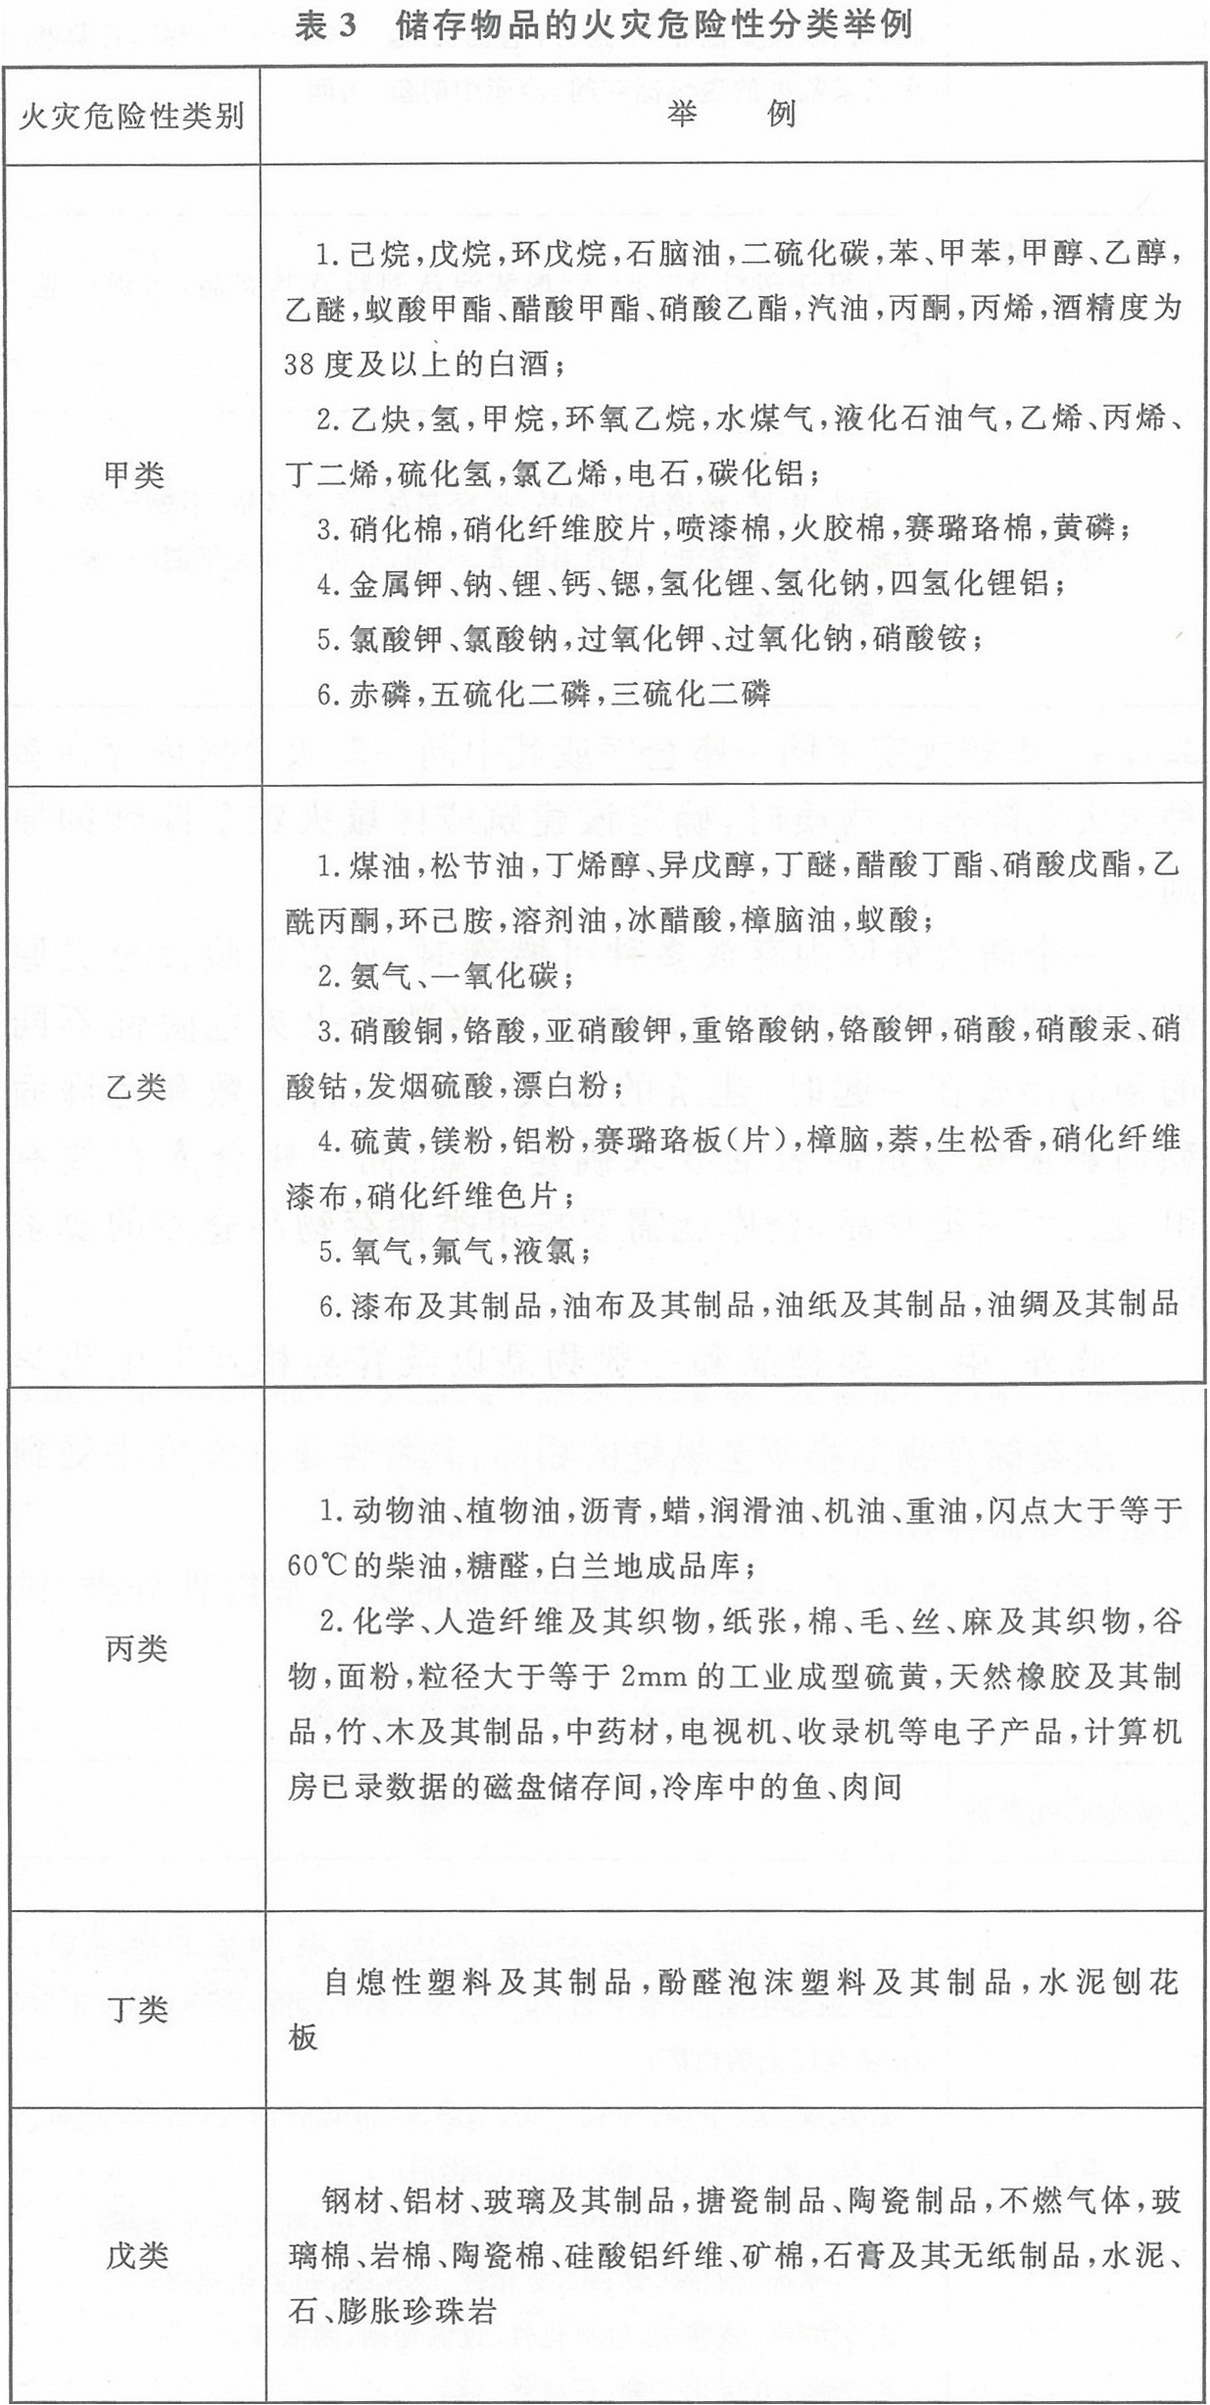 表 3 储存物品的火灾危险性分类举例
火灾危险性类别
举 例
甲类
1. 己烷,戊烷,环戊烷,石脑油,二硫化碳,苯、甲苯,甲醇、乙醇,
乙醚,蚁酸甲酯、醋酸甲酯、硝酸乙酯,汽油,丙酮,丙烯,酒精度为
38 度及以上的白酒;
2. 乙炔,氢,甲烷,环氧乙烷,水煤气,液化石油气,乙烯、丙烯、
丁二烯,硫化氢,氯乙烯,电石,碳化铝;
3. 硝化棉,硝化纤维胶片,喷漆棉,火胶棉,赛璐珞棉,黄磷;
4. 金属钾、钠、锂、钙、锶,氢化锂、氢化钠,四氢化锂铝;
5. 氯酸钾、氯酸钠,过氧化钾、过氧化钠,硝酸铵;
6. 赤磷,五硫化二磷,三硫化二磷
乙类
1. 煤油,松节油,丁烯醇、异戊醇,丁醚,醋酸丁酯、硝酸戊酯,乙
酰丙酮,环己胺,溶剂油,冰醋酸,樟脑油,蚁酸;
2. 氨气、一氧化碳;
3. 硝酸铜,铬酸,亚硝酸钾,重铬酸钠,铬酸钾,硝酸,硝酸汞、硝
酸钴,发烟硫酸,漂白粉;
4. 硫黄,镁粉,铝粉,赛璐珞板(片),樟脑,萘,生松香,硝化纤维
漆布,硝化纤维色片;
5. 氧气,氟气,液氯;
6. 漆布及其制品,油布及其制品,油纸及其制品,油绸及其制品
丙类
1. 动物油、植物油,沥青,蜡,润滑油、机油、重油,闪点大于等于
60℃的柴油,糖醛,白兰地成品库;
2. 化学、人造纤维及其织物,纸张,棉、毛、丝、麻及其织物,谷
物,面粉,粒径大于等于 2mm 的工业成型硫黄,天然橡胶及其制
品,竹、木及其制品,中药材,电视机、收录机等电子产品,计算机
房已录数据的磁盘储存间,冷库中的鱼、肉间
丁类
自熄性塑料及其制品,酚醛泡沫塑料及其制品,水泥刨花
板
戊类
钢材、铝材、玻璃及其制品,搪瓷制品、陶瓷制品,不燃气体,玻
璃棉、岩棉、陶瓷棉、硅酸铝纤维、矿棉,石膏及其无纸制品,水泥、
石、膨胀珍珠岩